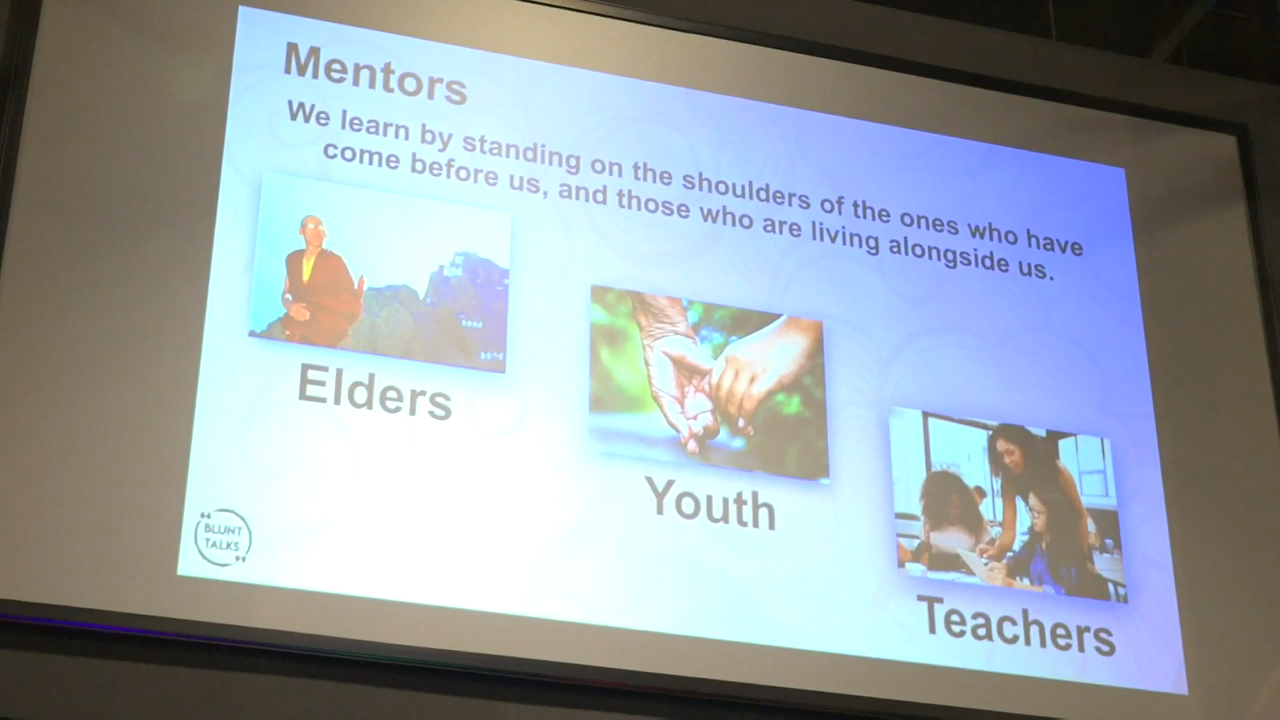 Mentors
We learn by standing on the shoulders of the ones who have
come before us, and those who are living alongside us.
Elders
Youth
Teachers
“BLUNT
TALKS”